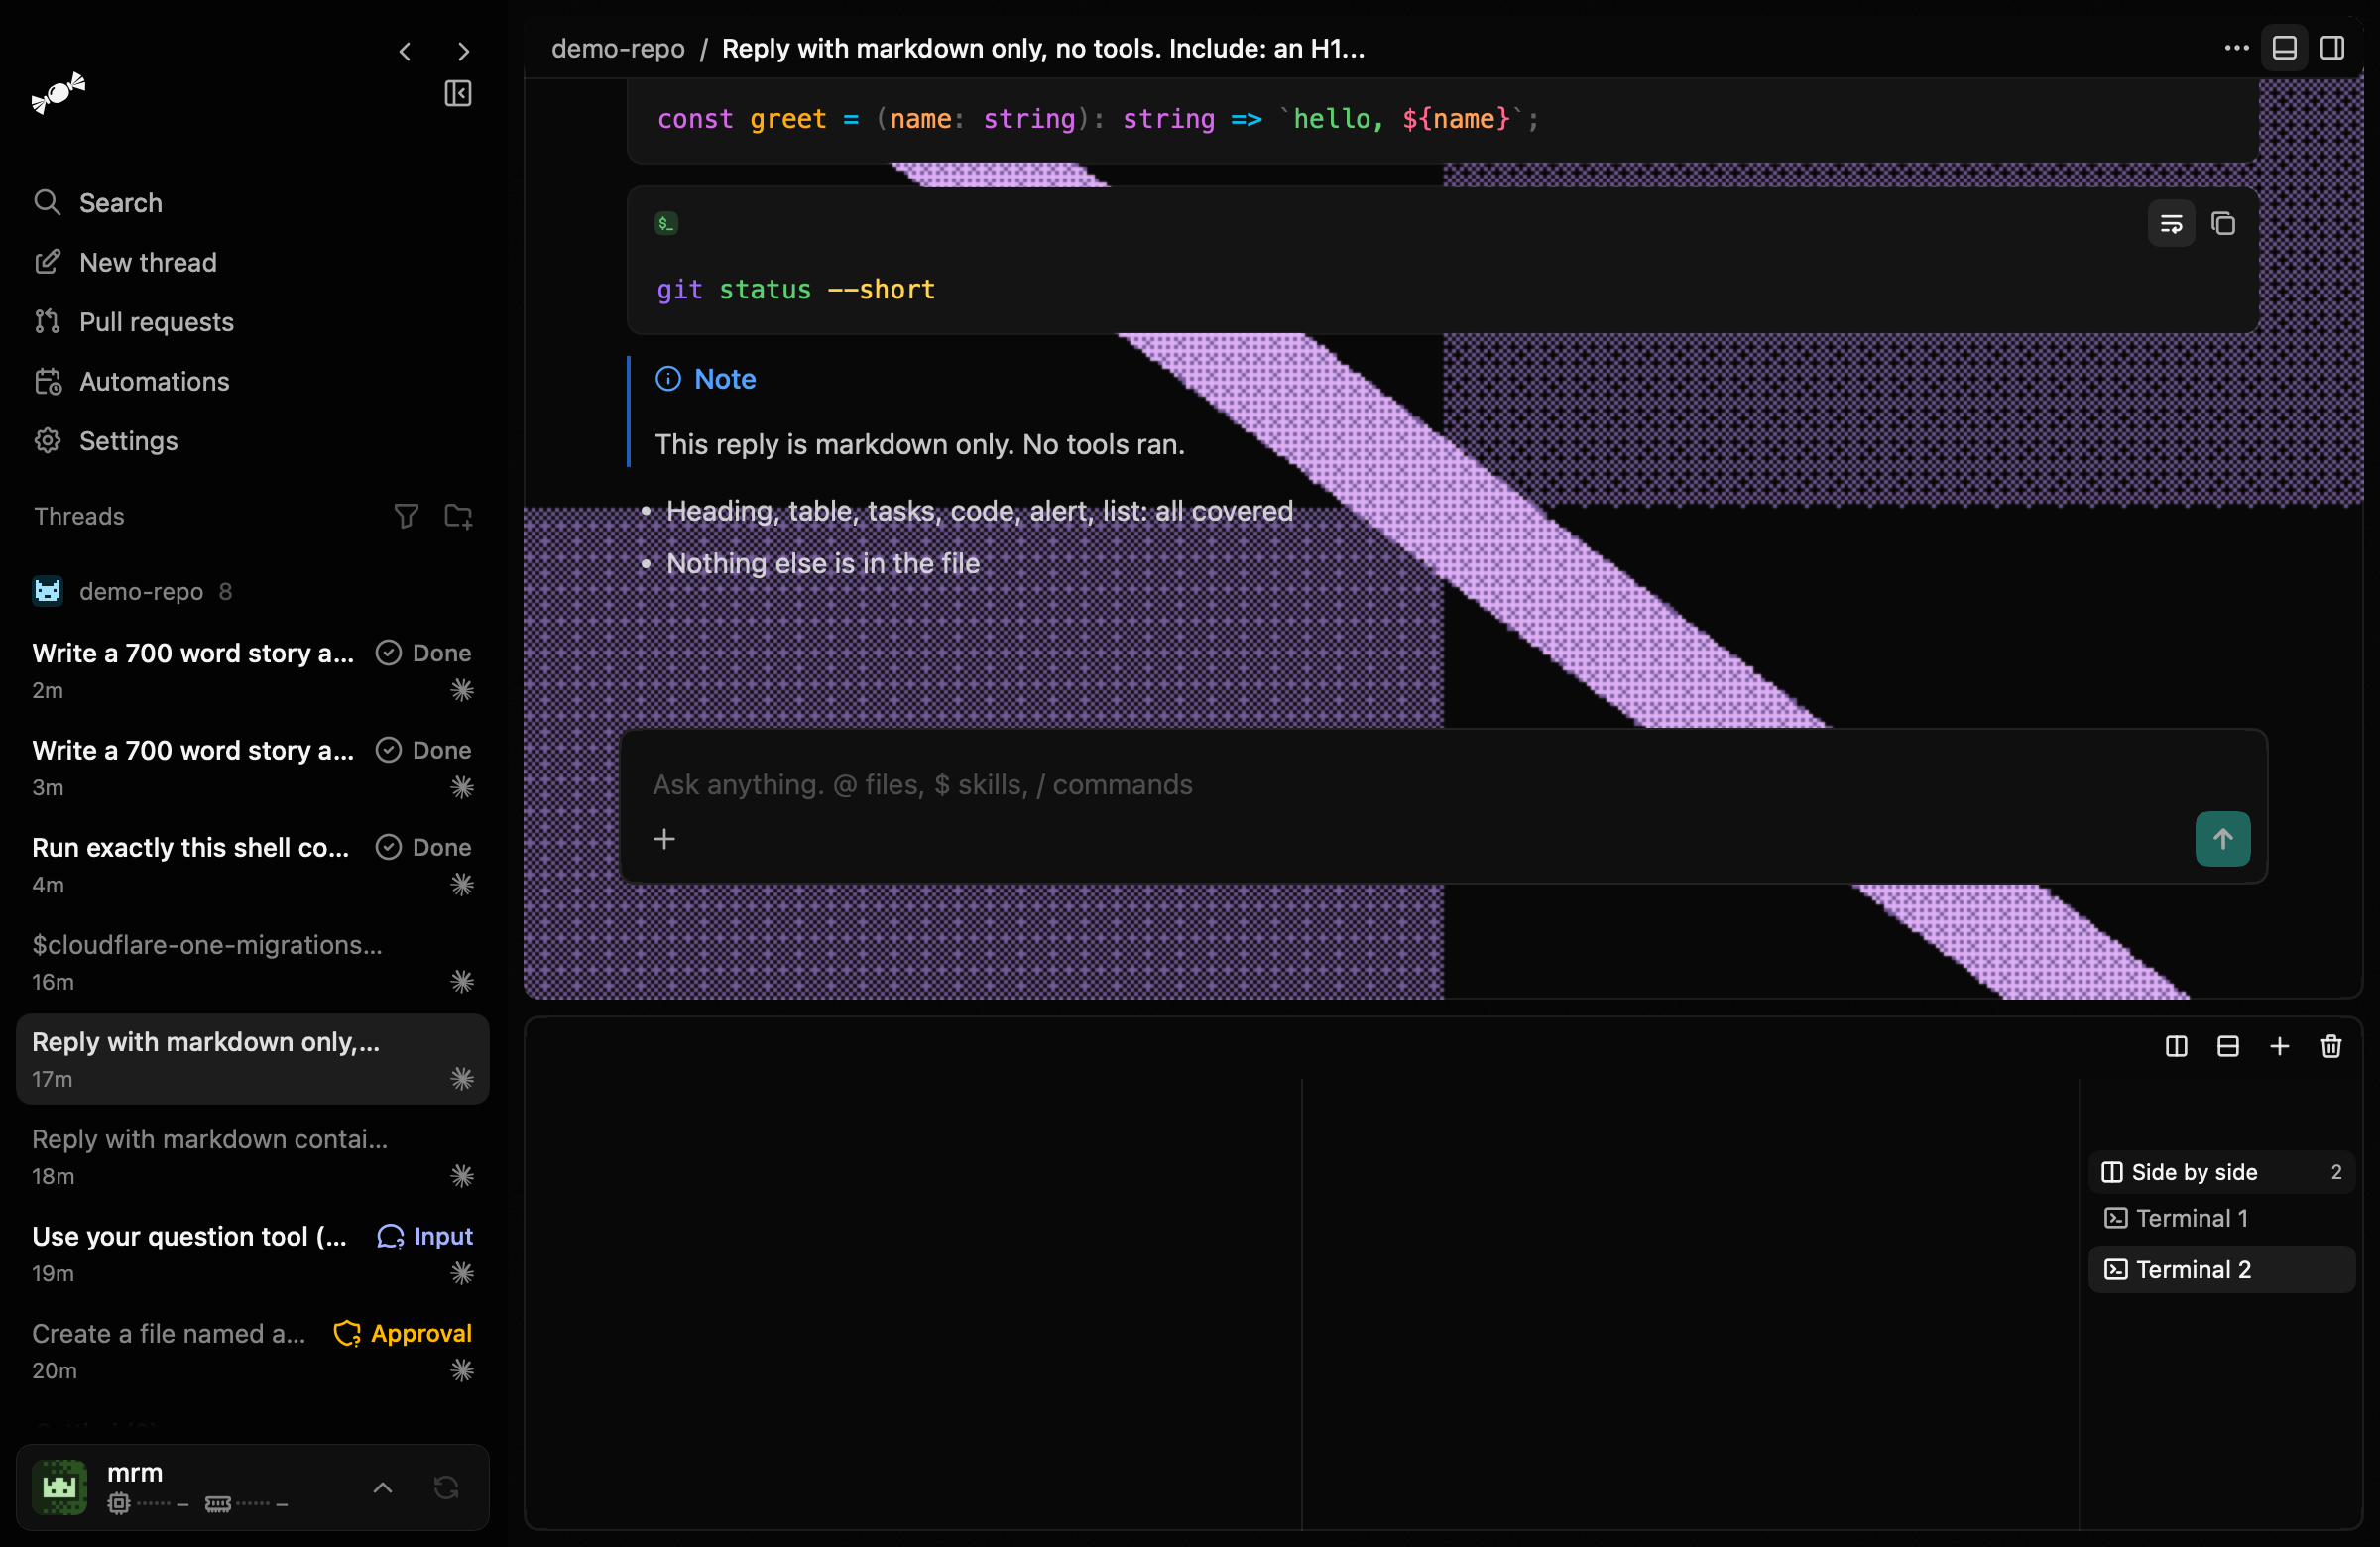 demo-repo / Reply with markdown only, no tools. Include: an H1...
Search
New thread
Pull requests
Automations
Settings
Threads
demo-repo 8
Write a 700 word story a... Done
2m
Write a 700 word story a... Done
3m
Run exactly this shell co... Done
4m
$cloudflare-one-migrations...
16m
Reply with markdown only,...
17m
Reply with markdown contai...
18m
Use your question tool (... Input
19m
Create a file named a... Approval
20m
mrm
const greet = (name: string): string => `hello, ${name}`;
$_
git status --short
Note
This reply is markdown only. No tools ran.
• Heading, table, tasks, code, alert, list: all covered
• Nothing else is in the file
Ask anything. @ files, $ skills, / commands
Side by side 2
Terminal 1
Terminal 2